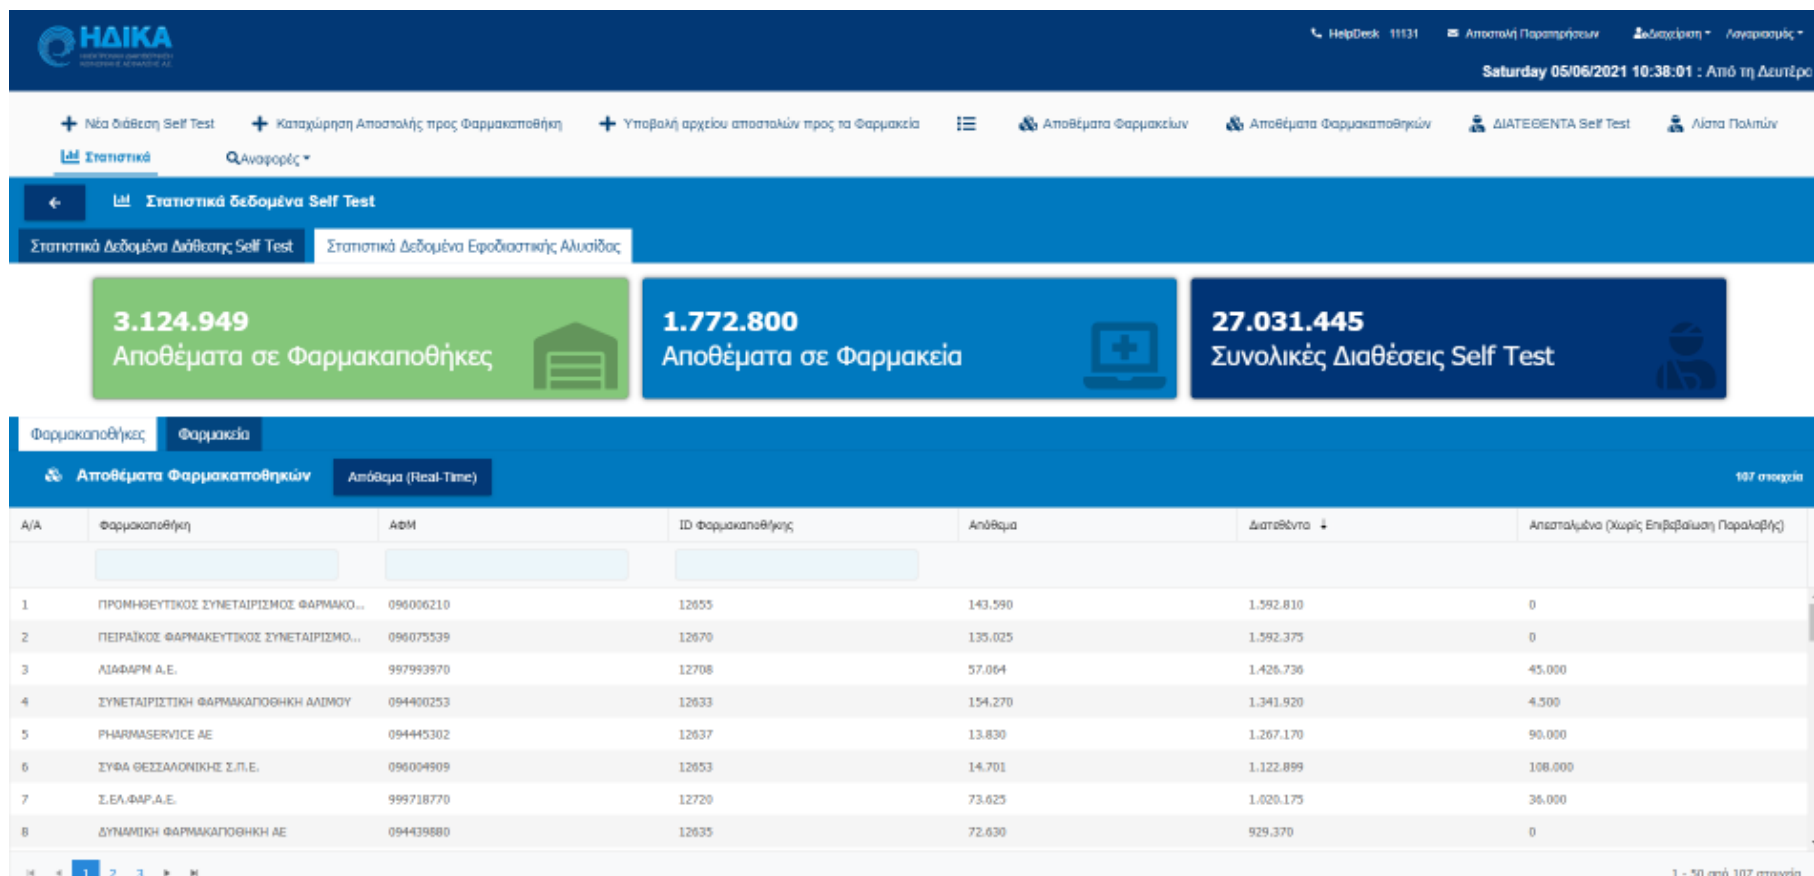 ΗΔΙΚΑ
HelpDesk 11131 Αποστολή Παρατηρήσεων Διαχείριση Λογαριασμός
Saturday 05/06/2021 10:38:01 : Από τη Δευτέρα
Νέα διάθεση Self Test Καταχώρηση Αποστολής προς Φαρμακαποθήκη Υποβολή αρχείου αποστολών προς τα Φαρμακεία Αποθέματα Φαρμακείων Αποθέματα Φαρμακαποθηκών ΔΙΑΤΕΘΕΝΤΑ Self Test Λίστα Πολιτών
Στατιστικά Αναφορές
Στατιστικά δεδομένα Self Test
Στατιστικά Δεδομένα Διάθεσης Self Test Στατιστικά Δεδομένα Εφοδιαστικής Αλυσίδας
3.124.949 1.772.800 27.031.445
Αποθέματα σε Φαρμακαποθήκες Αποθέματα σε Φαρμακεία Συνολικές Διαθέσεις Self Test
Φαρμακαποθήκες Φαρμακεία
Αποθέματα Φαρμακαποθηκών Απόθεμα (Real-Time) 107 στοιχεία
Α/Α Φαρμακαποθήκη ΑΦΜ ID Φαρμακαποθήκης Απόθεμα Διατεθέντα Απεσταλμένα (Χωρίς Επιβεβαίωση Παραλαβής)
1 ΠΡΟΜΗΘΕΥΤΙΚΟΣ ΣΥΝΕΤΑΙΡΙΣΜΟΣ ΦΑΡΜΑΚΟ... 096006210 12655 143.590 1.592.810 0
2 ΠΕΙΡΑΪΚΟΣ ΦΑΡΜΑΚΕΥΤΙΚΟΣ ΣΥΝΕΤΑΙΡΙΣΜΟ... 096075539 12670 135.025 1.592.375 0
3 ΛΙΑΦΑΡΜ Α.Ε. 997993970 12708 57.064 1.426.736 45.000
4 ΣΥΝΕΤΑΙΡΙΣΤΙΚΗ ΦΑΡΜΑΚΑΠΟΘΗΚΗ ΑΛΙΜΟΥ 094400253 12633 154.270 1.341.920 4.500
5 PHARMASERVICE AE 094445302 12637 13.830 1.267.170 90.000
6 ΣΥΦΑ ΘΕΣΣΑΛΟΝΙΚΗΣ Σ.Π.Ε. 096004909 12653 14.701 1.122.899 108.000
7 Σ.ΕΛ.ΦΑΡ.Α.Ε. 999718770 12720 73.625 1.020.175 36.000
8 ΔΥΝΑΜΙΚΗ ΦΑΡΜΑΚΑΠΟΘΗΚΗ ΑΕ 094439880 12635 72.630 929.370 0
1 2 3 1 - 50 από 107 στοιχεία